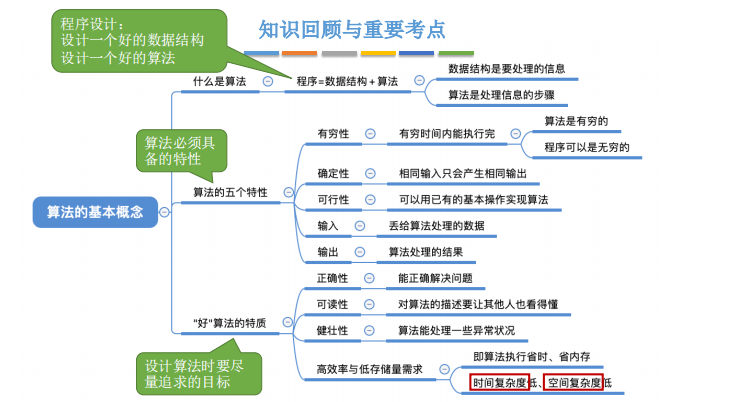 程序设计：
设计一个好的数据结构
设计一个好的算法
知识回顾与重要考点
什么是算法
程序=数据结构+算法
数据结构是要处理的信息
算法是处理信息的步骤
算法必须具
备的特性
算法的基本概念
算法的五个特性
有穷性
有穷时间内能执行完
算法是有穷的
程序可以是无穷的
确定性
相同输入只会产生相同输出
可行性
可以用已有的基本操作实现算法
输入
丢给算法处理的数据
输出
算法处理的结果
“好”算法的特质
正确性
能正确解决问题
可读性
对算法的描述要让其他人也看得懂
健壮性
算法能处理一些异常状况
高效率与低存储量需求
即算法执行省时、省内存
时间复杂度低、空间复杂度低
设计算法时要尽
量追求的目标